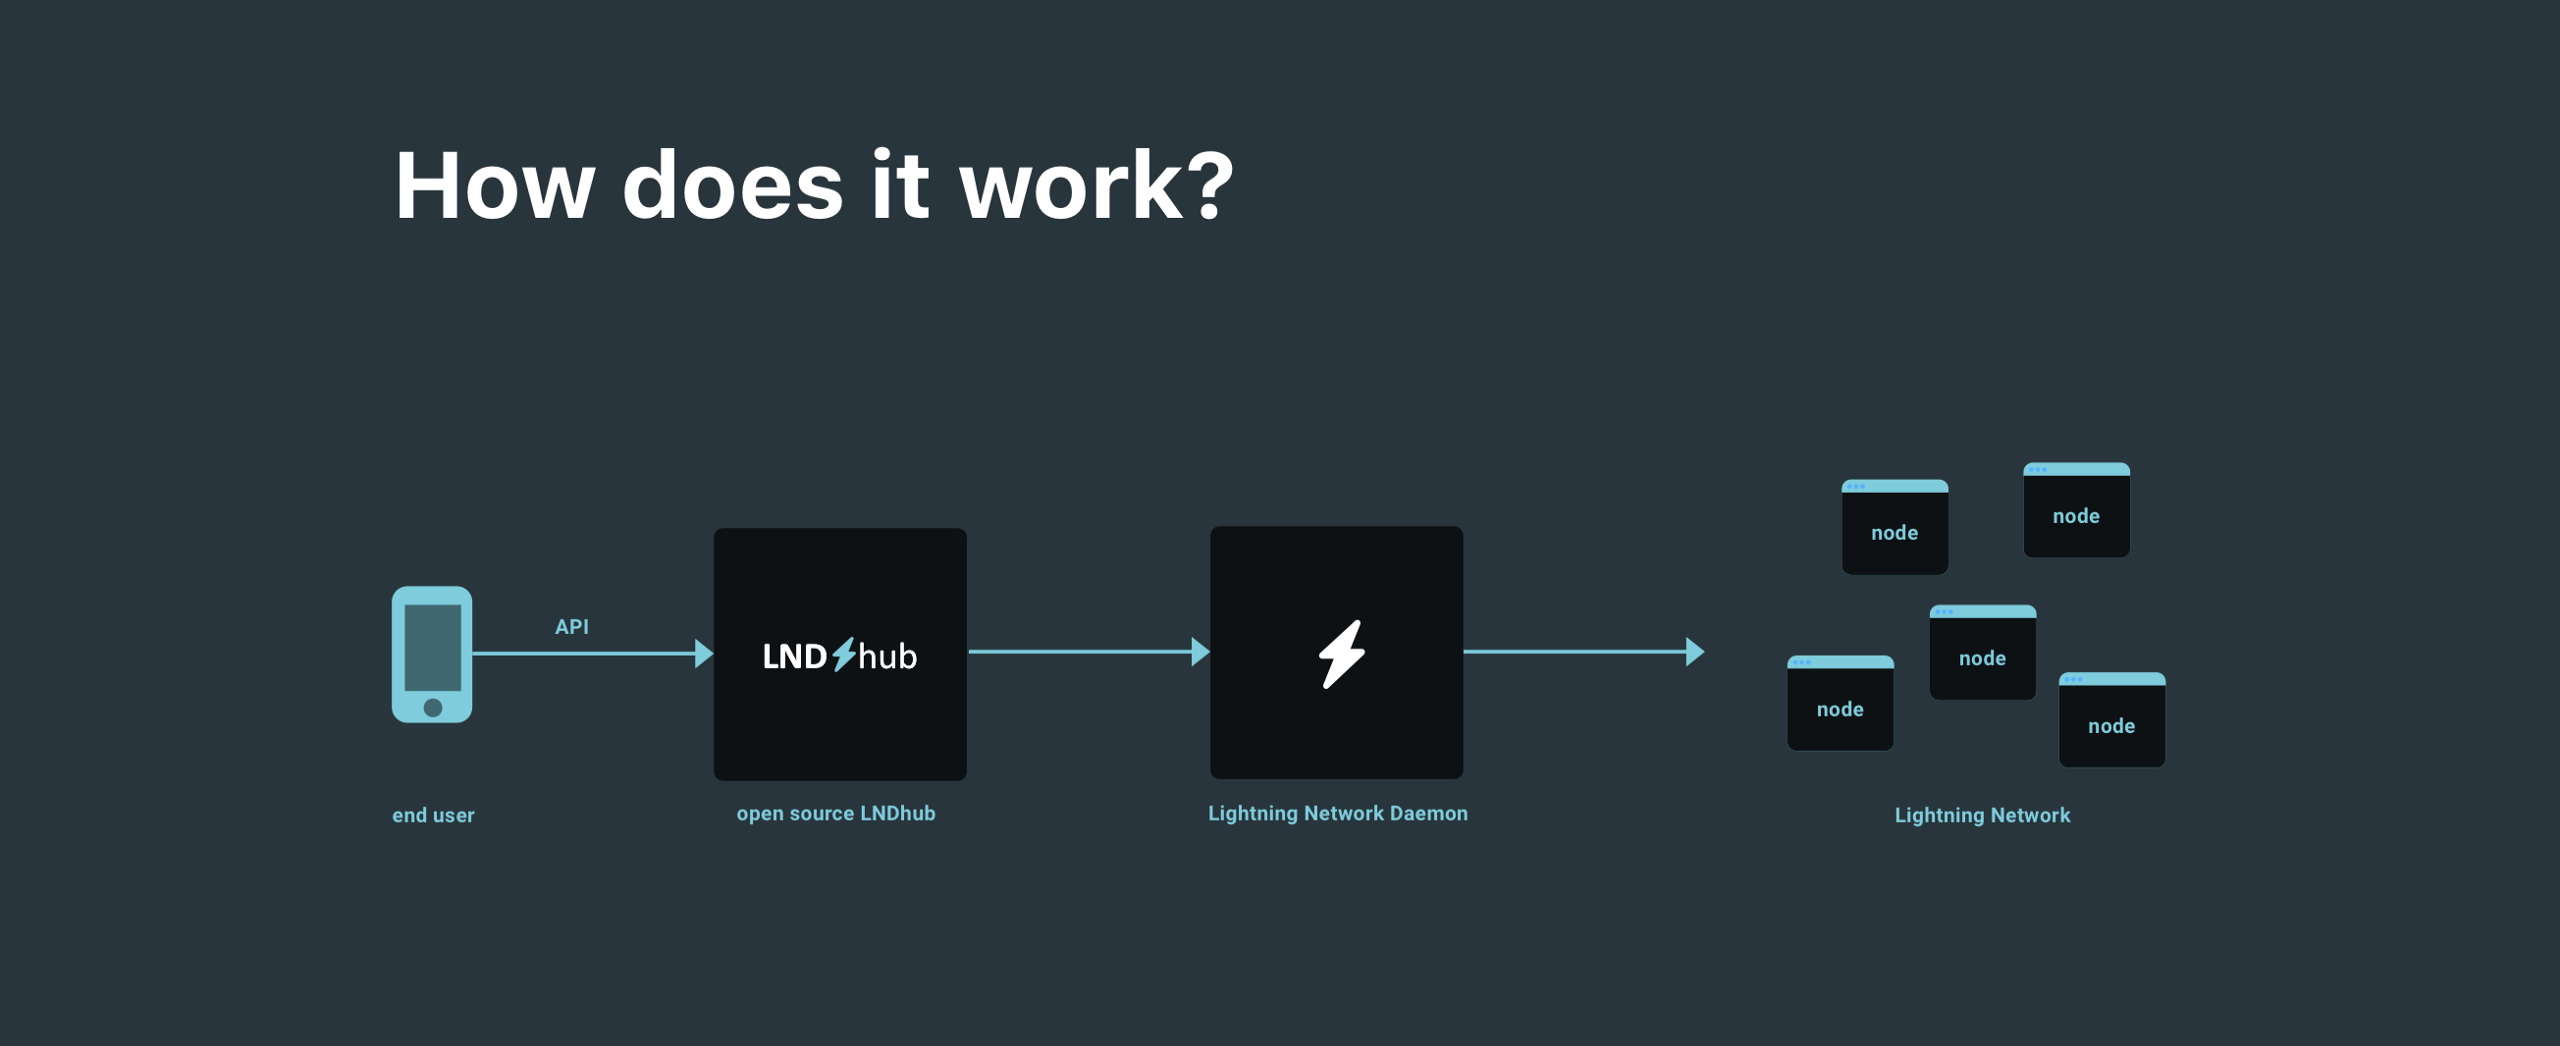 How does it work?
API
LND hub
node
node
node
node
node
end user
open source LNDhub
Lightning Network Daemon
Lightning Network